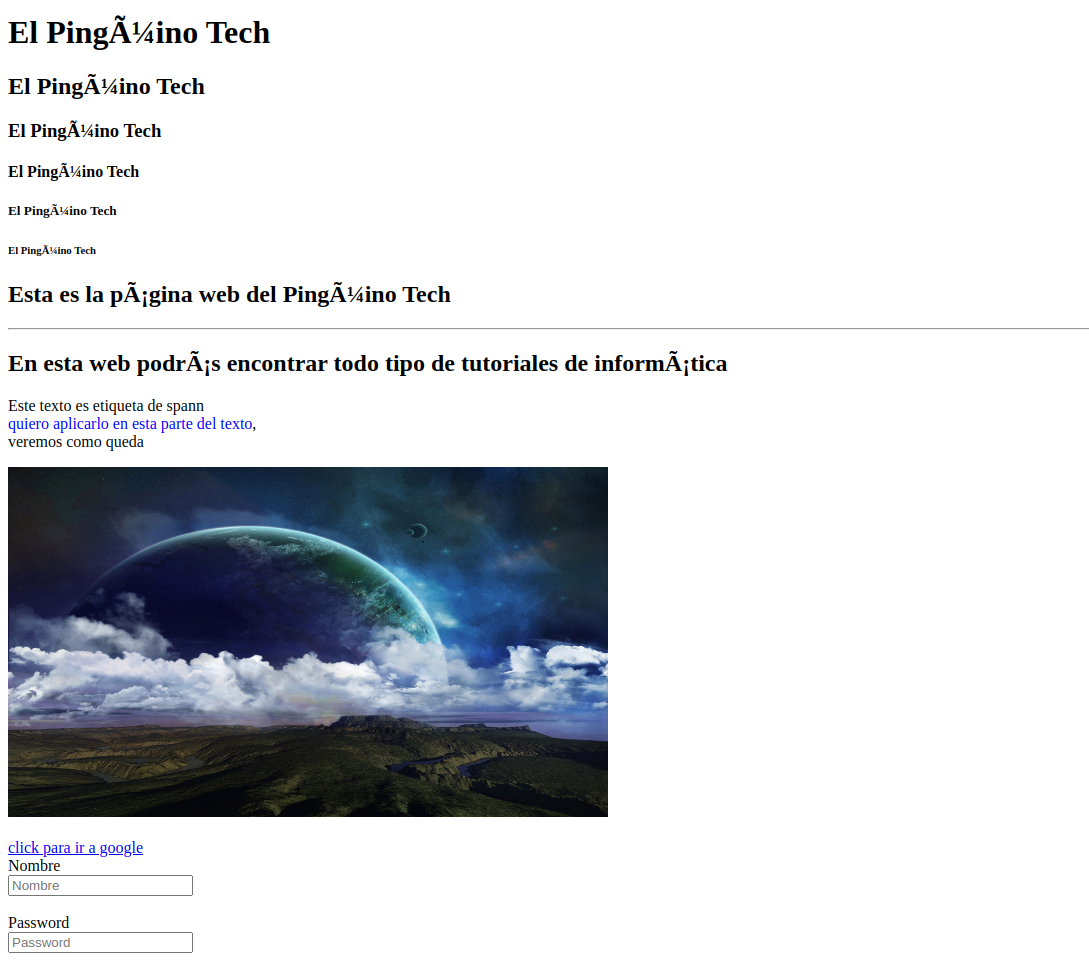 El PingÃ¼ino Tech
El PingÃ¼ino Tech
El PingÃ¼ino Tech
El PingÃ¼ino Tech
El PingÃ¼ino Tech
El PingÃ¼ino Tech
Esta es la pÃ¡gina web del PingÃ¼ino Tech
En esta web podrÃ¡s encontrar todo tipo de tutoriales de informÃ¡tica
Este texto es etiqueta de spann
quiero aplicarlo en esta parte del texto,
veremos como queda
click para ir a google
Nombre
Nombre
Password
Password